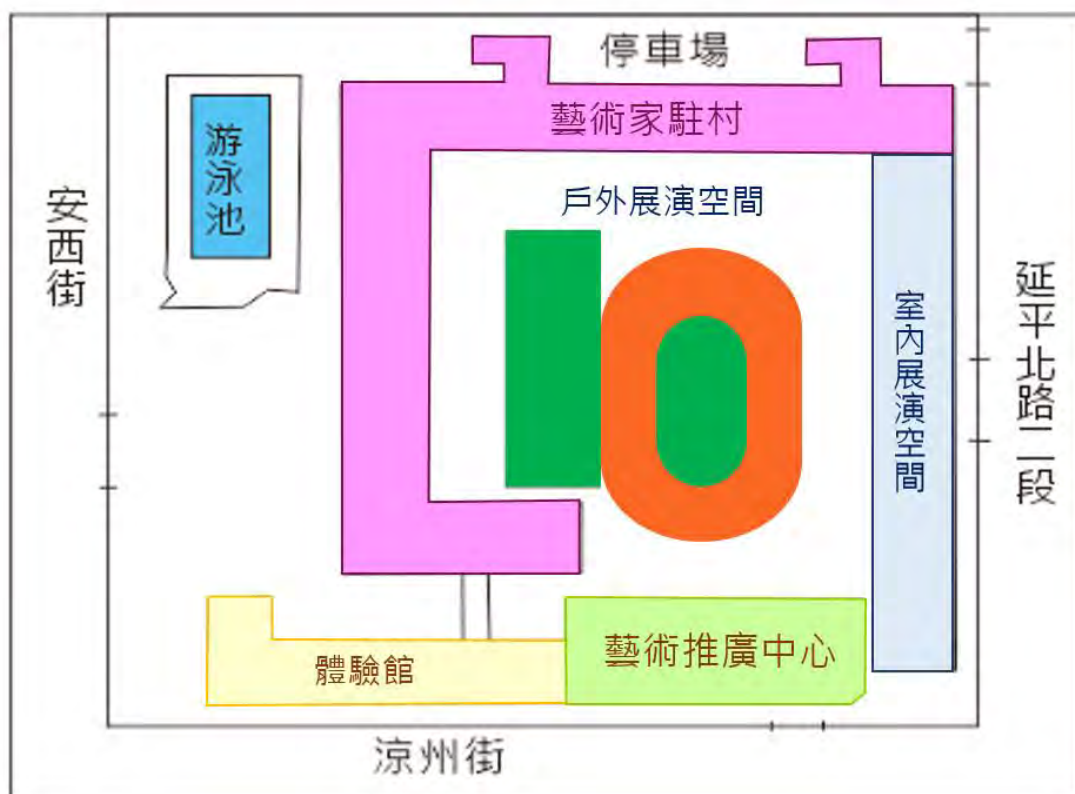 停車場
藝術家駐村
游泳池
戶外展演空間
安西街
延平北路二段
室內展演空間
藝術推廣中心
體驗館
涼州街